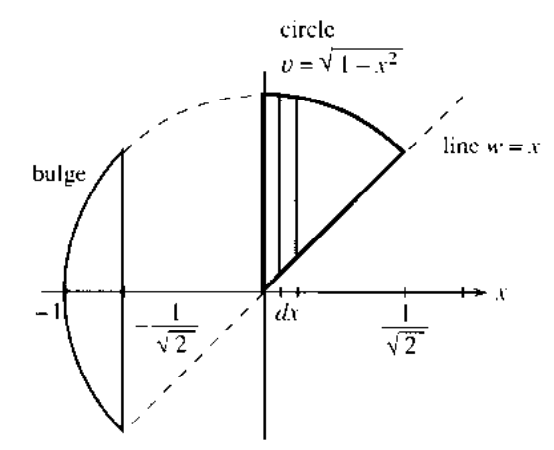 circle
v = √1 − x²
line w = x
bulge
x
−1
−1/√2
dx
1/√2